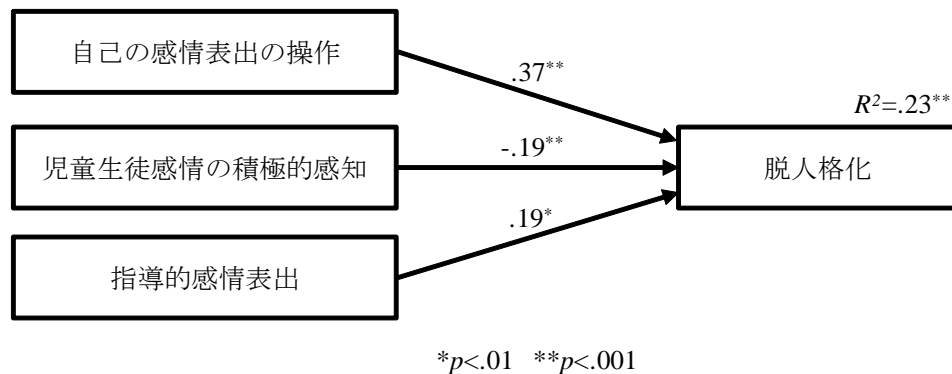 自己の感情表出の操作
.37**
R²=.23**
児童生徒感情の積極的感知
-.19**
脱人格化
.19*
指導的感情表出
*p<.01 **p<.001